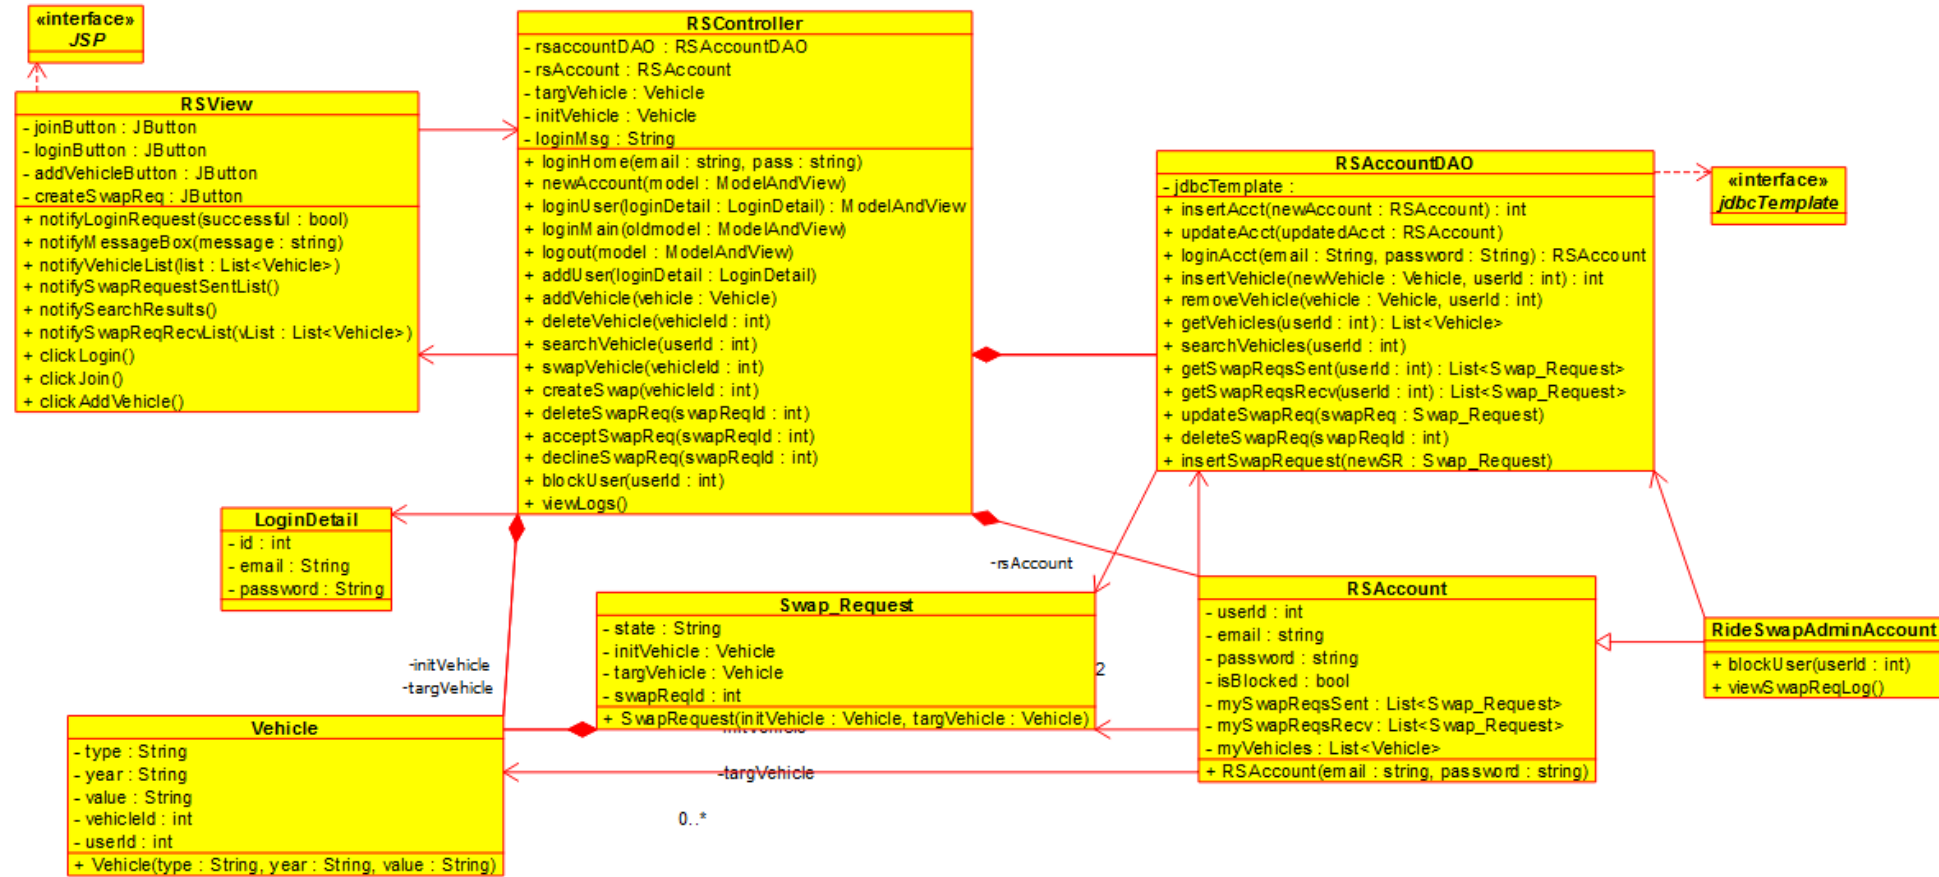 «interface»
JSP
RSView
- joinButton : JButton
- loginButton : JButton
- addVehicleButton : JButton
- createSwapReq : JButton
+ notifyLoginRequest(successful : bool)
+ notifyMessageBox(message : string)
+ notifyVehicleList(list : List<Vehicle>)
+ notifySwapRequestSentList()
+ notifySearchResults()
+ notifySwapReqRecvList(vList : List<Vehicle>)
+ clickLogin()
+ clickJoin()
+ clickAddVehicle()
RSController
- rsaccountDAO : RSAccountDAO
- rsAccount : RSAccount
- targVehicle : Vehicle
- initVehicle : Vehicle
- loginMsg : String
+ loginHome(email : string, pass : string)
+ newAccount(model : ModelAndView)
+ loginUser(loginDetail : LoginDetail) : ModelAndView
+ loginMain(oldmodel : ModelAndView)
+ logout(model : ModelAndView)
+ addUser(loginDetail : LoginDetail)
+ addVehicle(vehicle : Vehicle)
+ deleteVehicle(vehicleId : int)
+ searchVehicle(userId : int)
+ swapVehicle(vehicleId : int)
+ createSwap(vehicleId : int)
+ deleteSwapReq(swapReqId : int)
+ acceptSwapReq(swapReqId : int)
+ declineSwapReq(swapReqId : int)
+ blockUser(userId : int)
+ viewLogs()
RSAccountDAO
- jdbcTemplate :
+ insertAcct(newAccount : RSAccount) : int
+ updateAcct(updatedAcct : RSAccount)
+ loginAcct(email : String, password : String) : RSAccount
+ insertVehicle(newVehicle : Vehicle, userId : int) : int
+ removeVehicle(vehicle : Vehicle, userId : int)
+ getVehicles(userId : int) : List<Vehicle>
+ searchVehicles(userId : int)
+ getSwapReqsSent(userId : int) : List<Swap_Request>
+ getSwapReqsRecv(userId : int) : List<Swap_Request>
+ updateSwapReq(swapReq : Swap_Request)
+ deleteSwapReq(swapReqId : int)
+ insertSwapRequest(newSR : Swap_Request)
«interface»
jdbcTemplate
LoginDetail
- id : int
- email : String
- password : String
-rsAccount
Swap_Request
- state : String
- initVehicle : Vehicle
- targVehicle : Vehicle
- swapReqId : int
+ SwapRequest(initVehicle : Vehicle, targVehicle : Vehicle)
2
RSAccount
- userId : int
- email : string
- password : string
- isBlocked : bool
- mySwapReqsSent : List<Swap_Request>
- mySwapReqsRecv : List<Swap_Request>
- myVehicles : List<Vehicle>
+ RSAccount(email : string, password : string)
RideSwapAdminAccount
+ blockUser(userId : int)
+ viewSwapReqLog()
-initVehicle
-targVehicle
Vehicle
- type : String
- year : String
- value : String
- vehicleId : int
- userId : int
+ Vehicle(type : String, year : String, value : String)
-initVehicle
-targVehicle
0..*